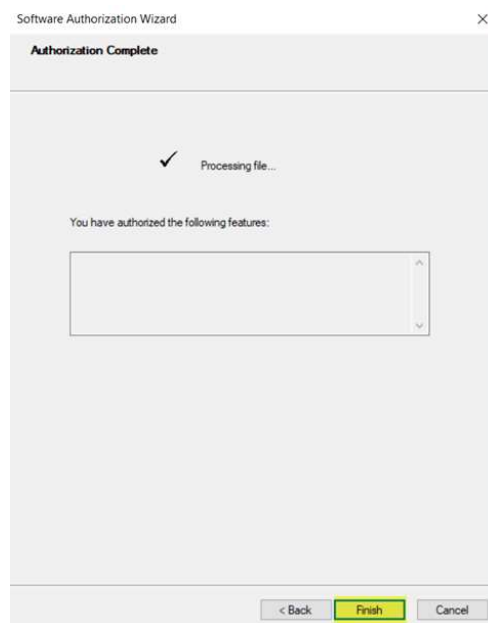 Software Authorization Wizard
Authorization Complete
Processing file...
You have authorized the following features:
< Back Finish Cancel